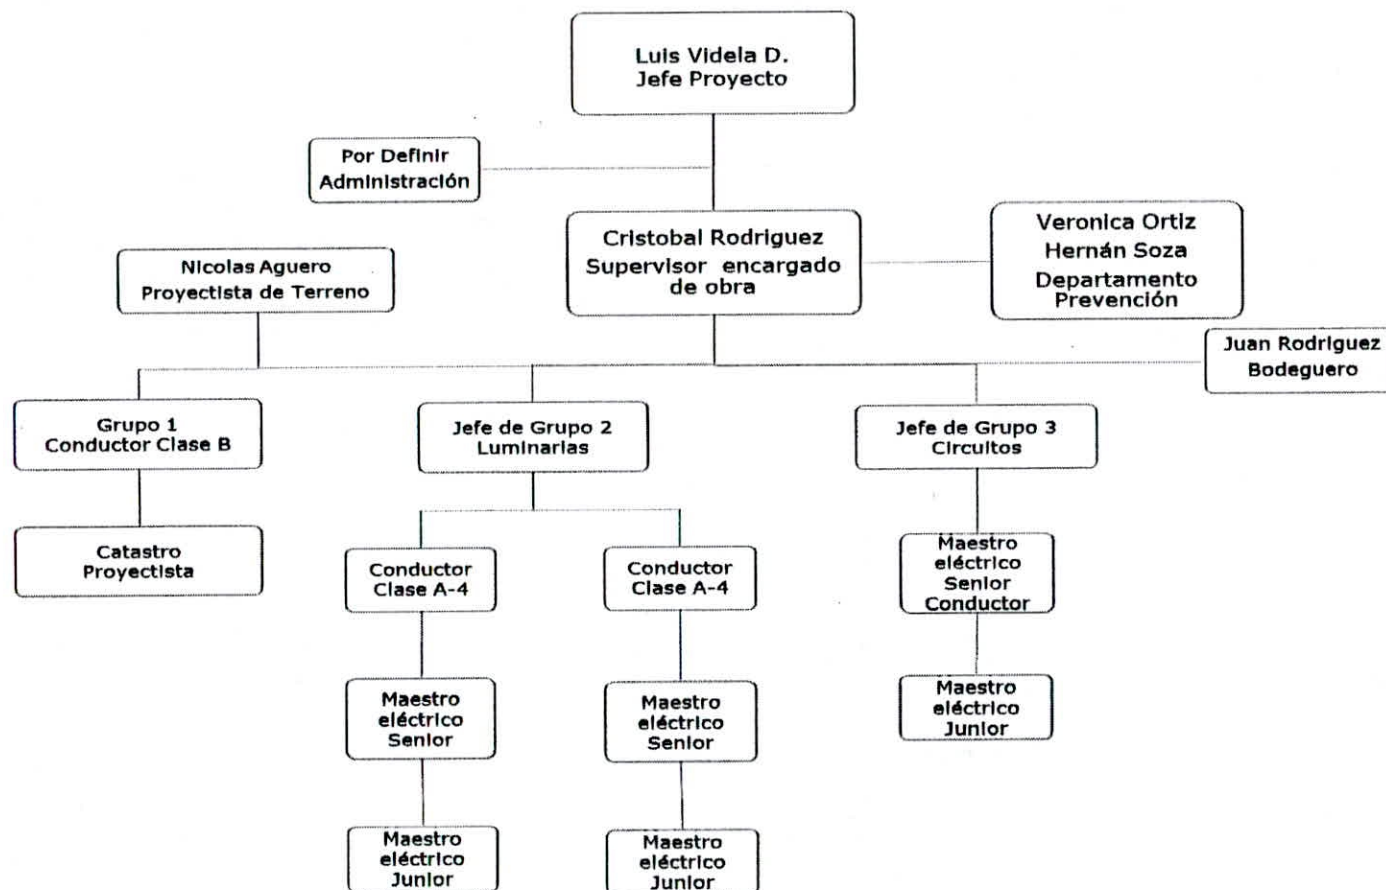 Luis Videla D.
Jefe Proyecto
Por Definir
Administración
Cristobal Rodriguez
Supervisor encargado
de obra
Veronica Ortiz
Hernán Soza
Departamento
Prevención
Nicolas Aguero
Proyectista de Terreno
Juan Rodriguez
Bodeguero
Grupo 1
Conductor Clase B
Jefe de Grupo 2
Luminarias
Jefe de Grupo 3
Circuitos
Catastro
Proyectista
Conductor
Clase A-4
Conductor
Clase A-4
Maestro
eléctrico
Senior
Conductor
Maestro
eléctrico
Senior
Maestro
eléctrico
Senior
Maestro
eléctrico
Junior
Maestro
eléctrico
Junior
Maestro
eléctrico
Junior